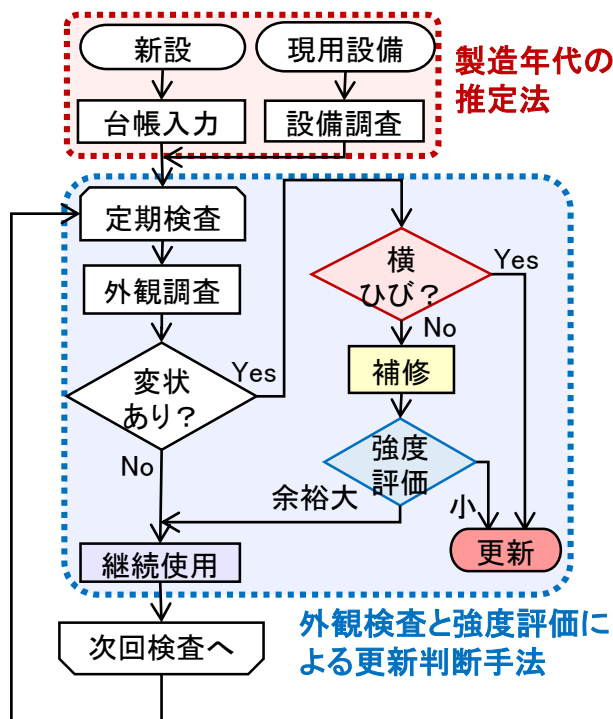 新設
現用設備
製造年代の
推定法
台帳入力
設備調査
定期検査
外観調査
横
ひび？
Yes
No
変状
あり？
Yes
補修
No
強度
評価
余裕大
小
継続使用
更新
次回検査へ
外観検査と強度評価に
よる更新判断手法